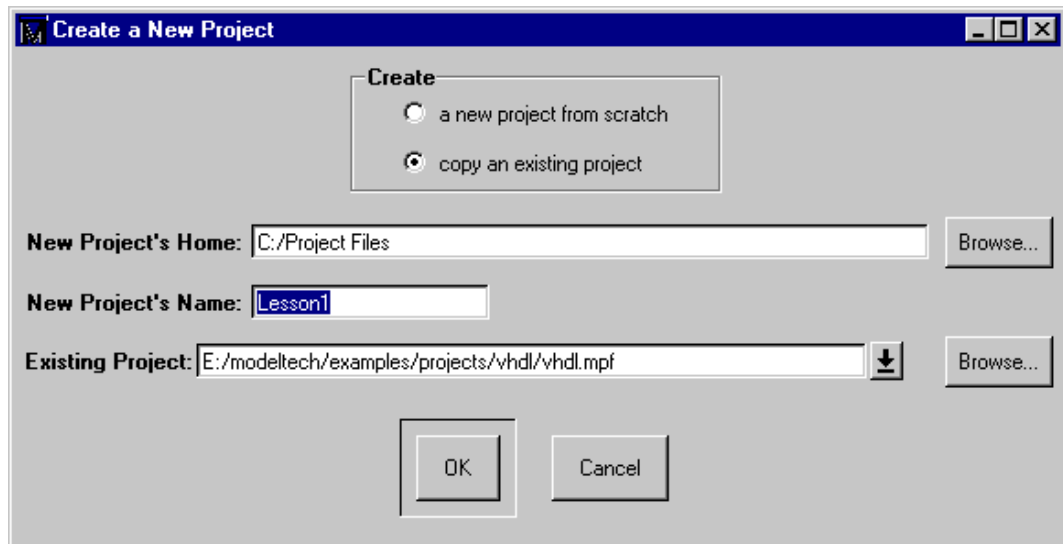 Create a New Project
Create
a new project from scratch
copy an existing project
New Project's Home: C:/Project Files Browse...
New Project's Name: Lesson1
Existing Project: E:/modeltech/examples/projects/vhdl/vhdl.mpf Browse...
OK Cancel